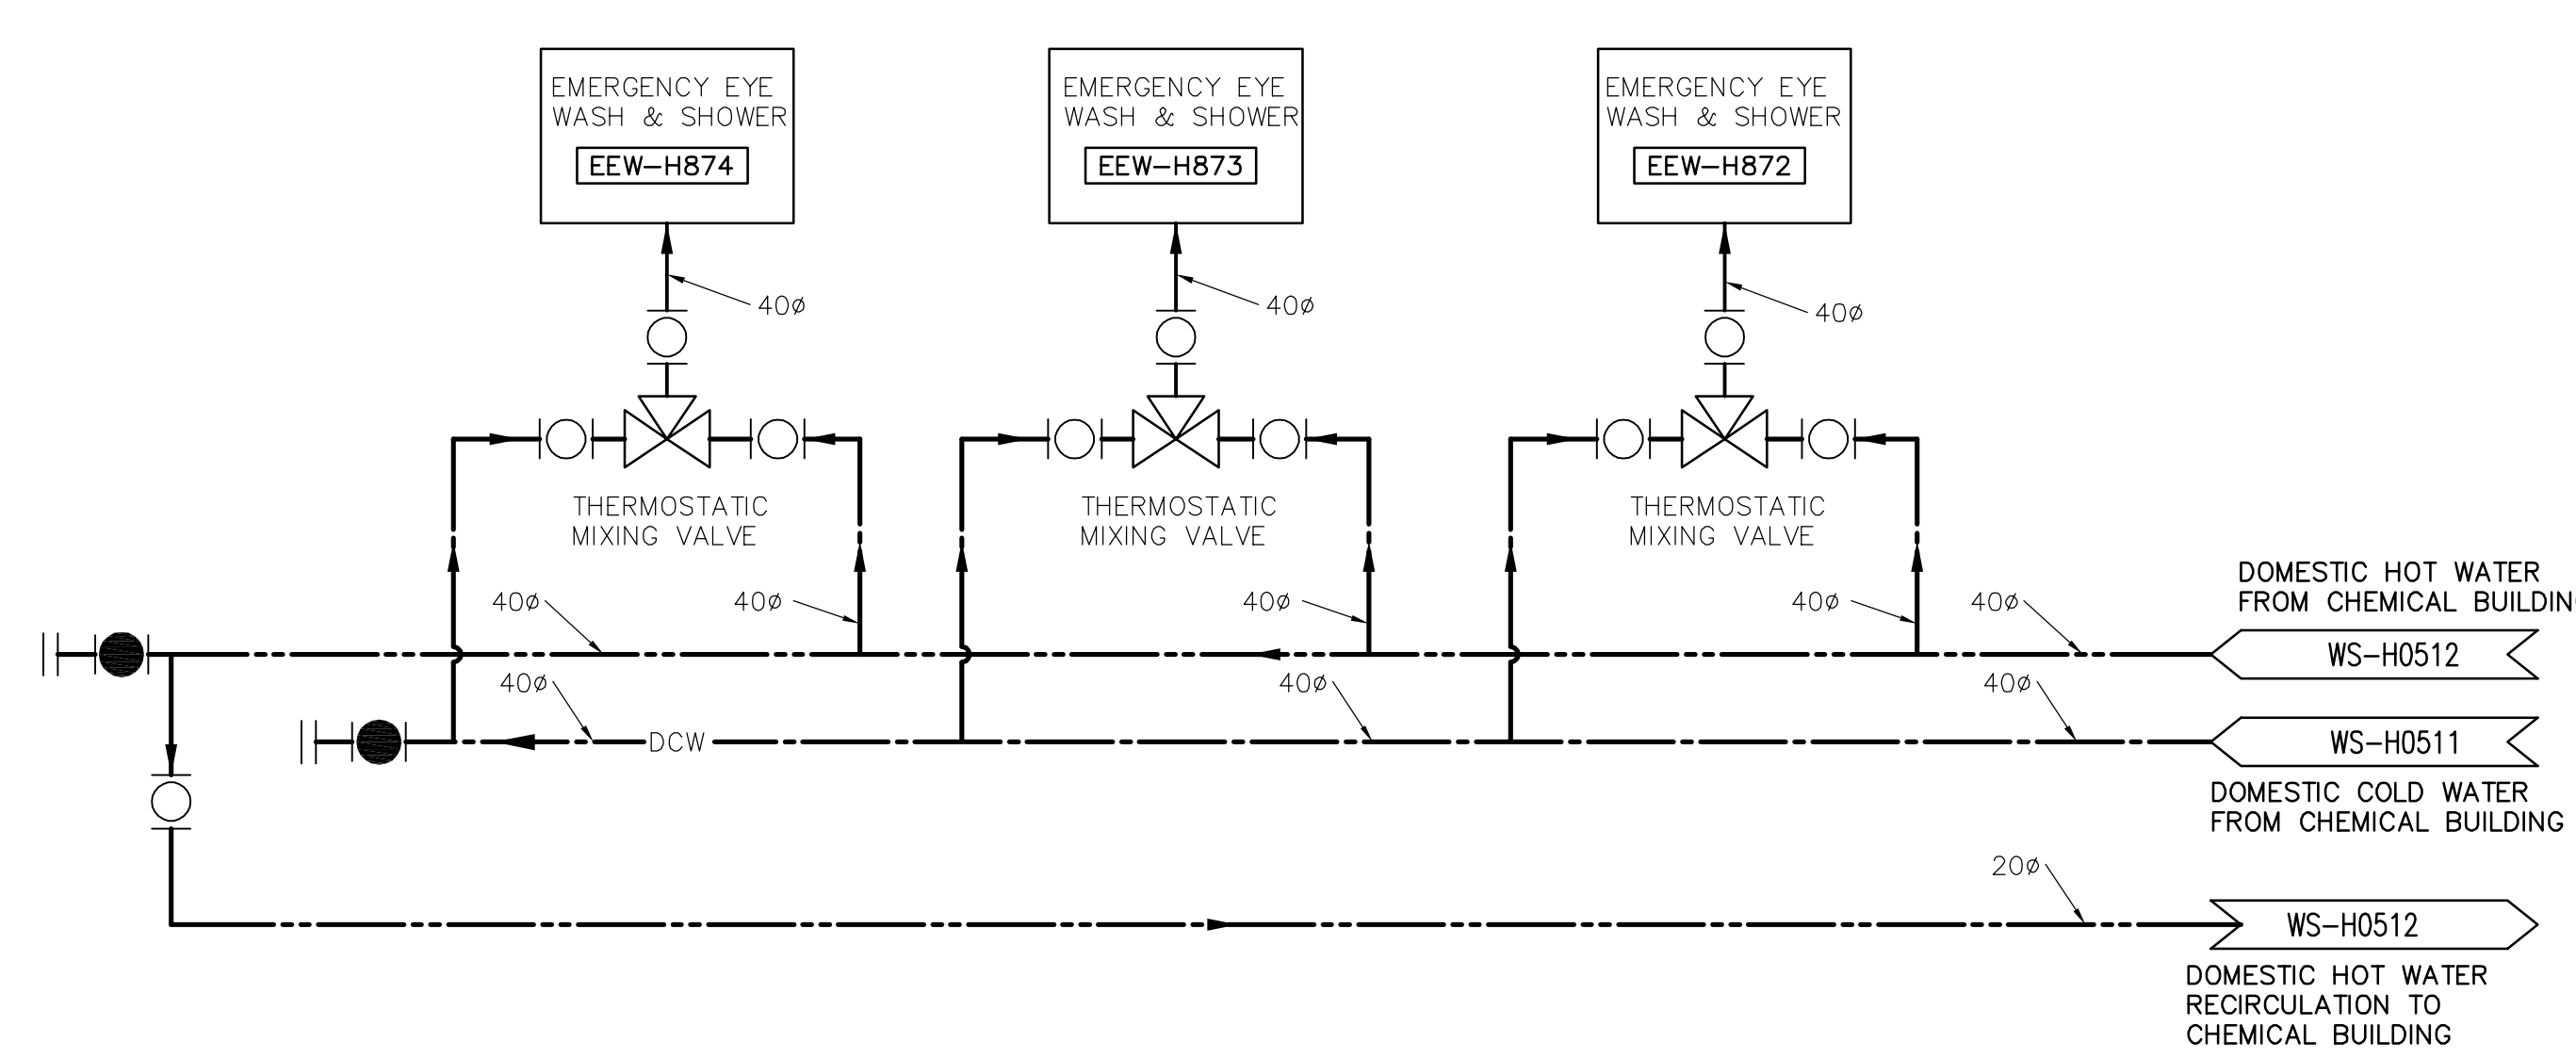 EMERGENCY EYE
WASH & SHOWER
EEW-H874
EMERGENCY EYE
WASH & SHOWER
EEW-H873
EMERGENCY EYE
WASH & SHOWER
EEW-H872
40ø
40ø
40ø
THERMOSTATIC
MIXING VALVE
THERMOSTATIC
MIXING VALVE
THERMOSTATIC
MIXING VALVE
40ø
40ø
40ø
40ø
40ø
DOMESTIC HOT WATER
FROM CHEMICAL BUILDIN
WS-H0512
40ø
40ø
40ø
DCW
WS-H0511
DOMESTIC COLD WATER
FROM CHEMICAL BUILDING
20ø
WS-H0512
DOMESTIC HOT WATER
RECIRCULATION TO
CHEMICAL BUILDING